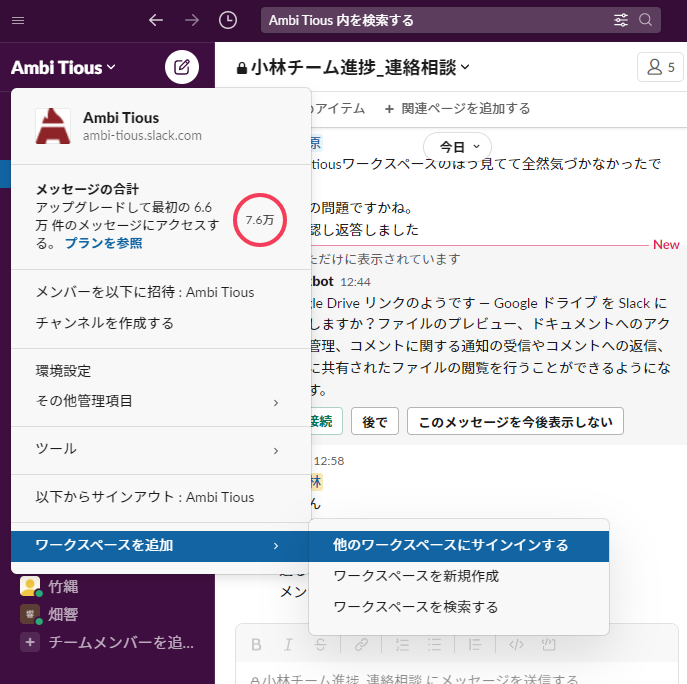 Ambi Tious 内を検索する
Ambi Tious
小林チーム進捗_連絡相談
5
アイテム + 関連ページを追加する
Ambi Tious
ambi-tious.slack.com
原
今日
tiousワークスペースのほう見てて全然気づかなかったで
の問題ですかね。
認し返答しました
New
メッセージの合計
アップグレードして最初の 6.6
万 件のメッセージにアクセスす
る。 プランを参照
7.6万
ただけに表示されています
bot 12:44
gle Drive リンクのようです — Google ドライブ を Slack に
しますか？ファイルのプレビュー、ドキュメントへのアク
管理、コメントに関する通知の受信やコメントへの返信、
に共有されたファイルの閲覧を行うことができるようにな
す。
接続 後で このメッセージを今後表示しない
メンバーを以下に招待 : Ambi Tious
チャンネルを作成する
環境設定
その他管理項目
ツール
以下からサインアウト : Ambi Tious
12:58
林
ん
ワークスペースを追加
他のワークスペースにサインインする
ワークスペースを新規作成
ワークスペースを検索する
メン
竹縄
畑響
チームメンバーを追...
小林チーム進捗_連絡相談 にメッセージを送信する